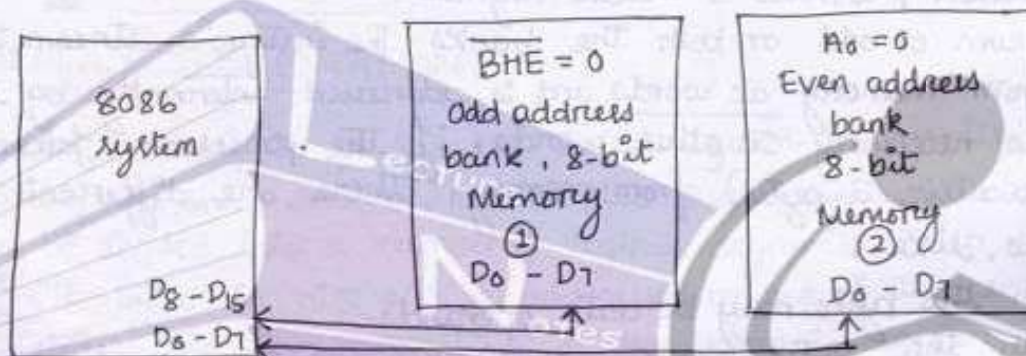 8086
system
D8 - D15
D0 - D7
B̅H̅E̅ = 0
Odd address
bank, 8-bit
Memory
①
D0 - D7
A0 = 0
Even address
bank
8-bit
Memory
②
D0 - D7